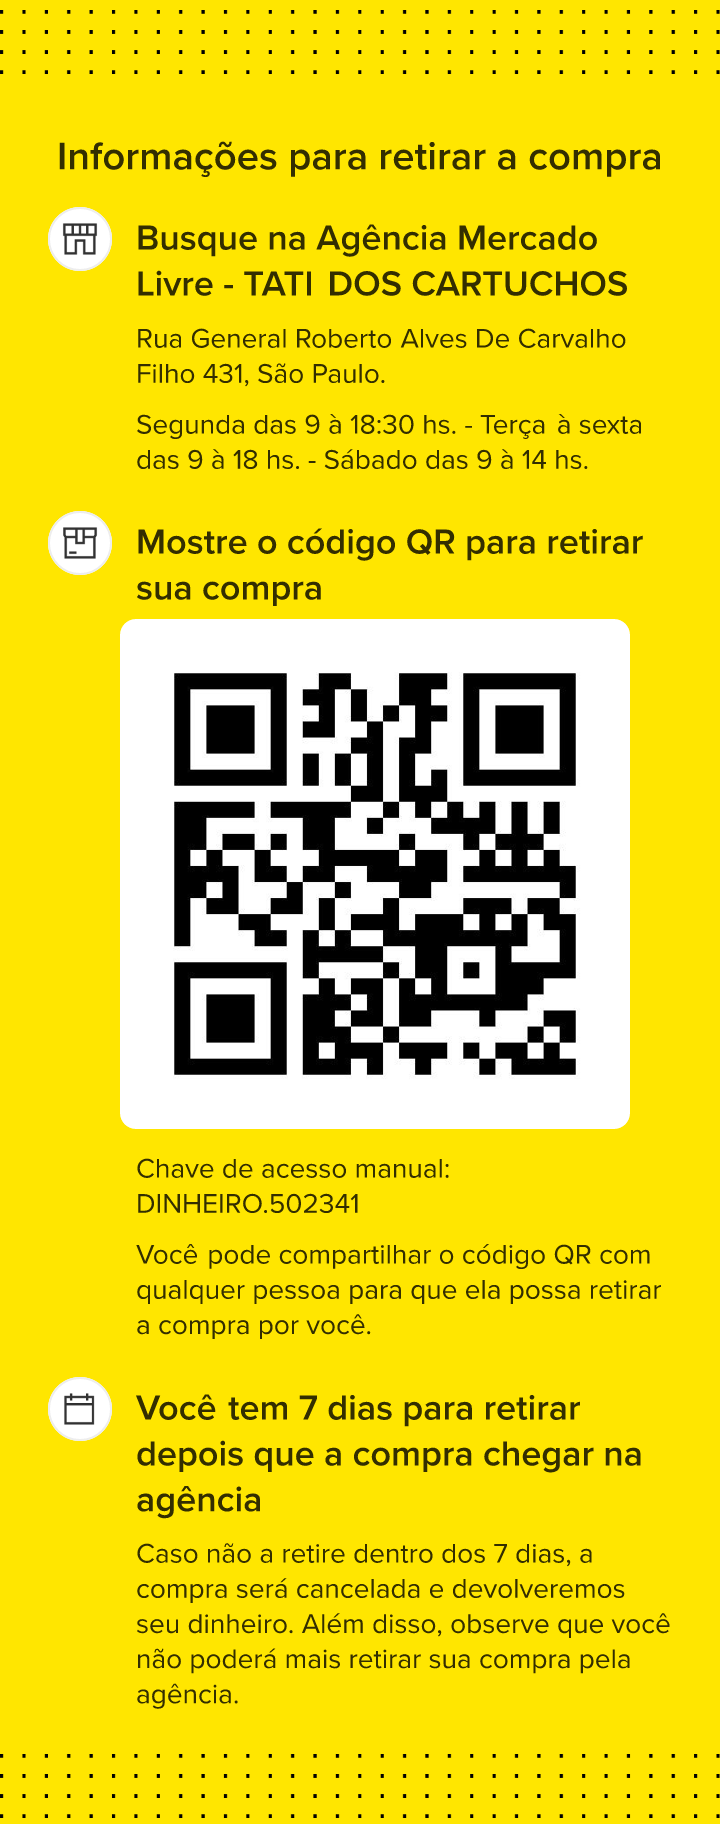 Informações para retirar a compra
Busque na Agência Mercado
Livre - TATI DOS CARTUCHOS
Rua General Roberto Alves De Carvalho
Filho 431, São Paulo.
Segunda das 9 à 18:30 hs. - Terça à sexta
das 9 à 18 hs. - Sábado das 9 à 14 hs.
Mostre o código QR para retirar
sua compra
Chave de acesso manual:
DINHEIRO.502341
Você pode compartilhar o código QR com
qualquer pessoa para que ela possa retirar
a compra por você.
Você tem 7 dias para retirar
depois que a compra chegar na
agência
Caso não a retire dentro dos 7 dias, a
compra será cancelada e devolveremos
seu dinheiro. Além disso, observe que você
não poderá mais retirar sua compra pela
agência.